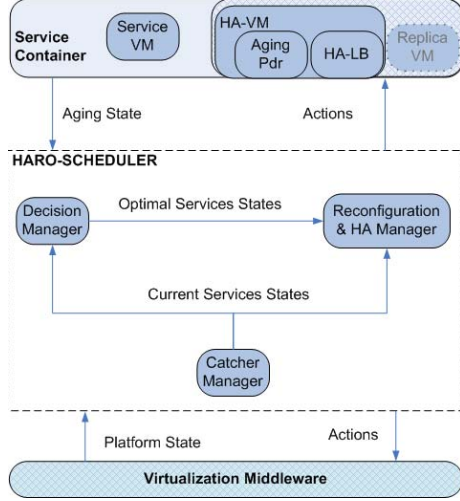 Service
Container
Service
VM
HA-VM
Aging
Pdr
HA-LB
Replica
VM
Aging State
Actions
HARO-SCHEDULER
Decision
Manager
Optimal Services States
Reconfiguration
& HA Manager
Current Services States
Catcher
Manager
Platform State
Actions
Virtualization Middleware